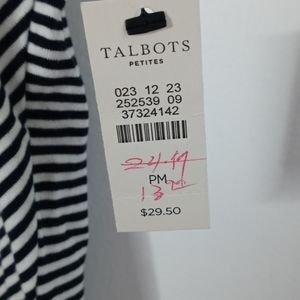 TALBOTS
PETITES
023 12 23
252539 09
37324142
24.99
PM
$29.50